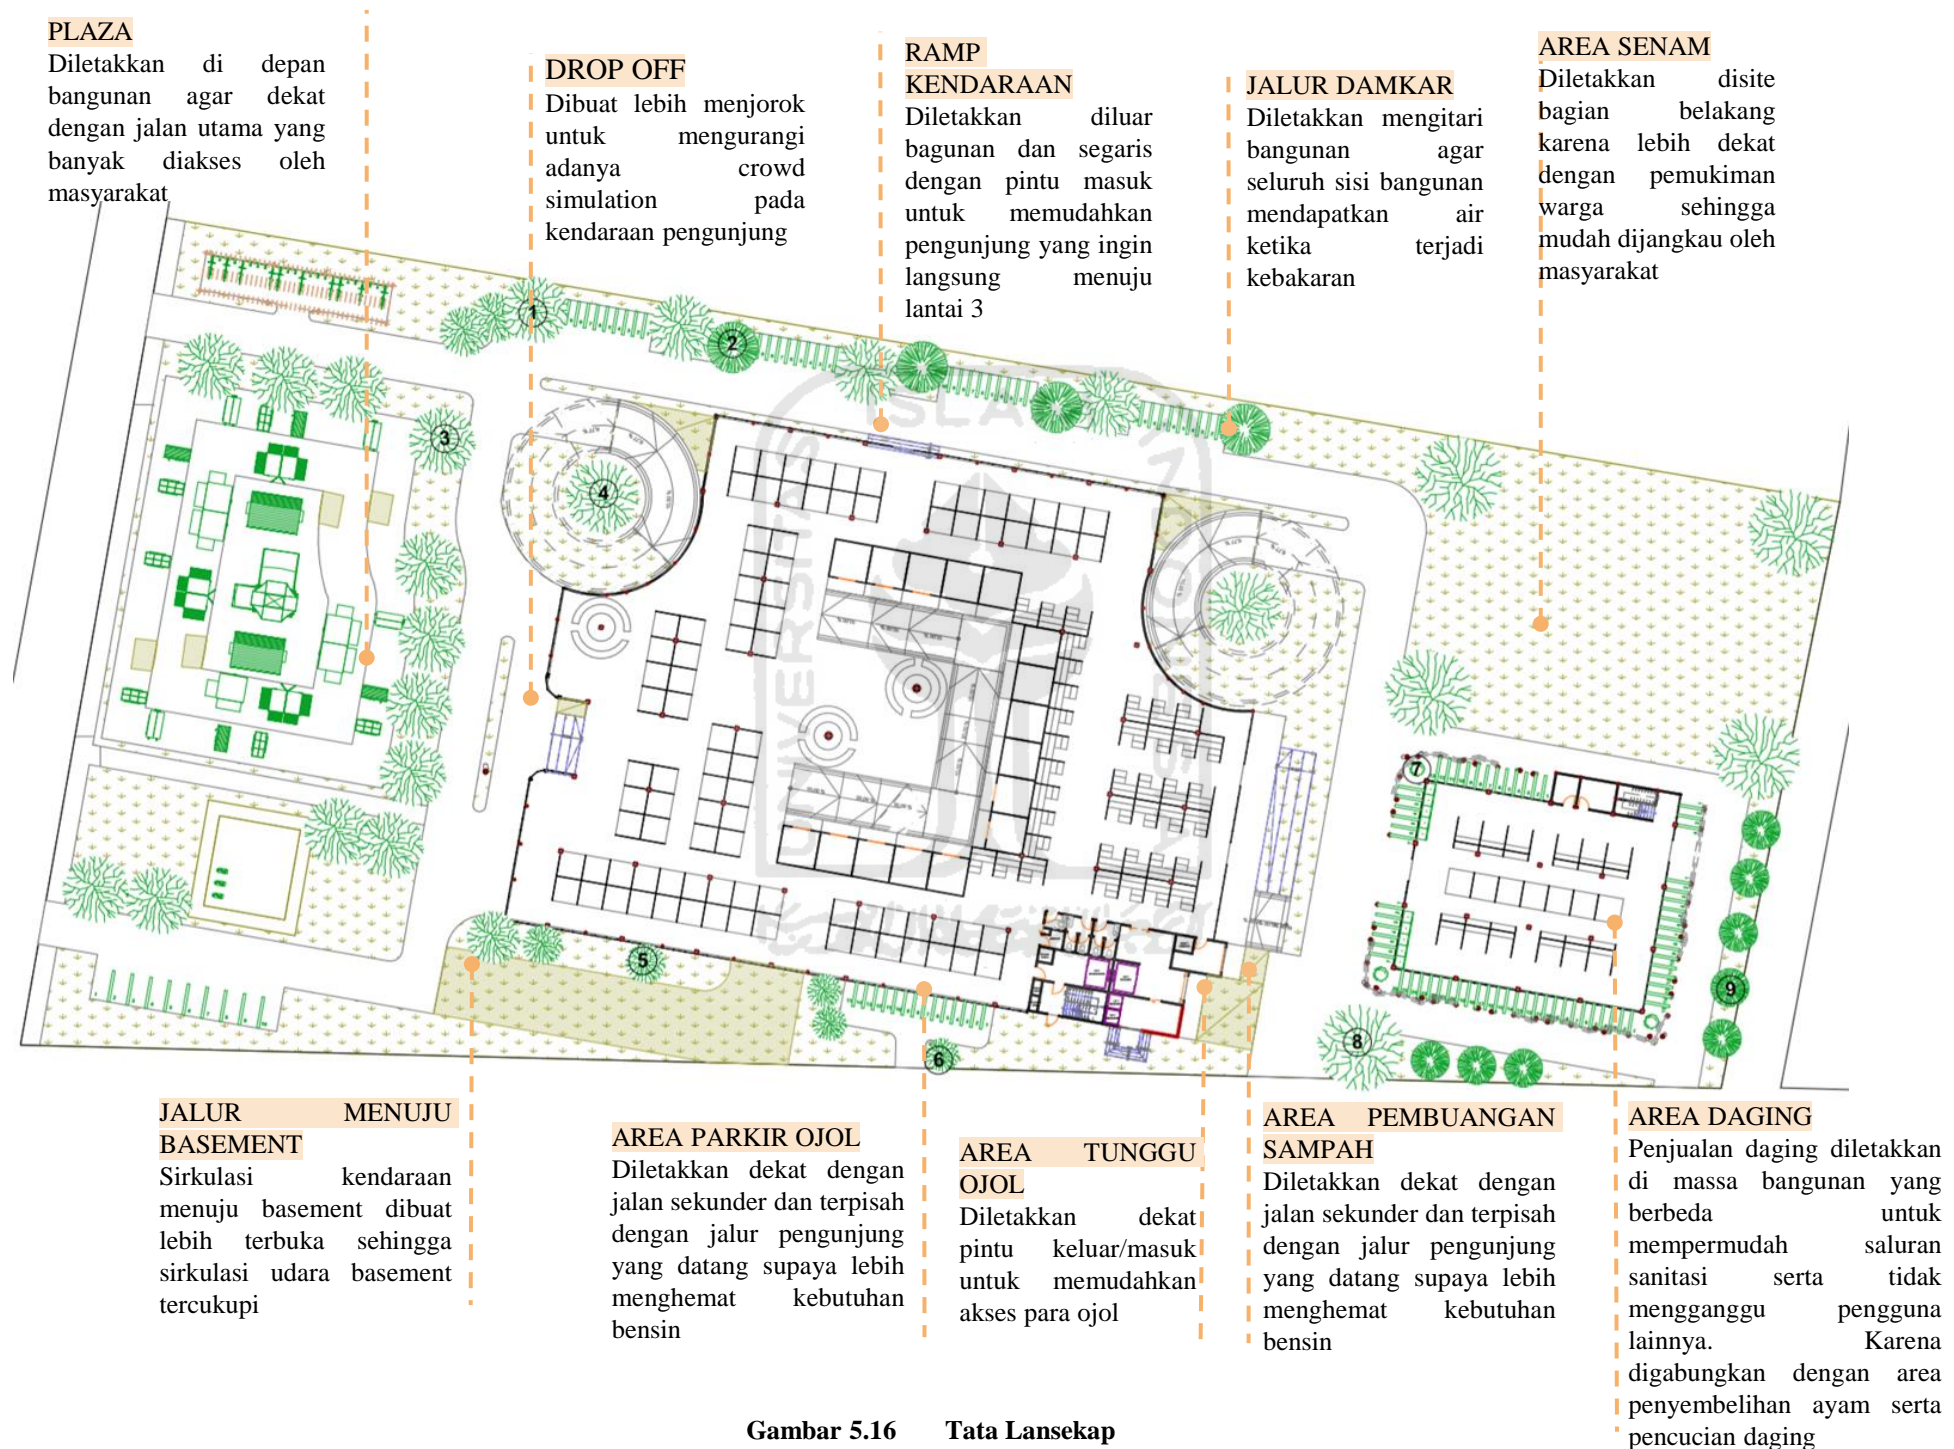 PLAZA
Diletakkan di depan
bangunan agar dekat
dengan jalan utama yang
banyak diakses oleh
masyarakat
DROP OFF
Dibuat lebih menjorok
untuk mengurangi
adanya crowd
simulation pada
kendaraan pengunjung
RAMP
KENDARAAN
Diletakkan diluar
bagunan dan segaris
dengan pintu masuk
untuk memudahkan
pengunjung yang ingin
langsung menuju
lantai 3
JALUR DAMKAR
Diletakkan mengitari
bangunan agar
seluruh sisi bangunan
mendapatkan air
ketika terjadi
kebakaran
AREA SENAM
Diletakkan disite
bagian belakang
karena lebih dekat
dengan pemukiman
warga sehingga
mudah dijangkau oleh
masyarakat
1
2
3
4
5
6
7
8
9
UNIVERSITAS
ISLAM
INDONESIA
JALUR MENUJU
BASEMENT
Sirkulasi kendaraan
menuju basement dibuat
lebih terbuka sehingga
sirkulasi udara basement
tercukupi
AREA PARKIR OJOL
Diletakkan dekat dengan
jalan sekunder dan terpisah
dengan jalur pengunjung
yang datang supaya lebih
menghemat kebutuhan
bensin
AREA TUNGGU
OJOL
Diletakkan dekat
pintu keluar/masuk
untuk memudahkan
akses para ojol
AREA PEMBUANGAN
SAMPAH
Diletakkan dekat dengan
jalan sekunder dan terpisah
dengan jalur pengunjung
yang datang supaya lebih
menghemat kebutuhan
bensin
AREA DAGING
Penjualan daging diletakkan
di massa bangunan yang
berbeda untuk
mempermudah saluran
sanitasi serta tidak
mengganggu pengguna
lainnya. Karena
digabungkan dengan area
penyembelihan ayam serta
pencucian daging
Gambar 5.16 Tata Lansekap